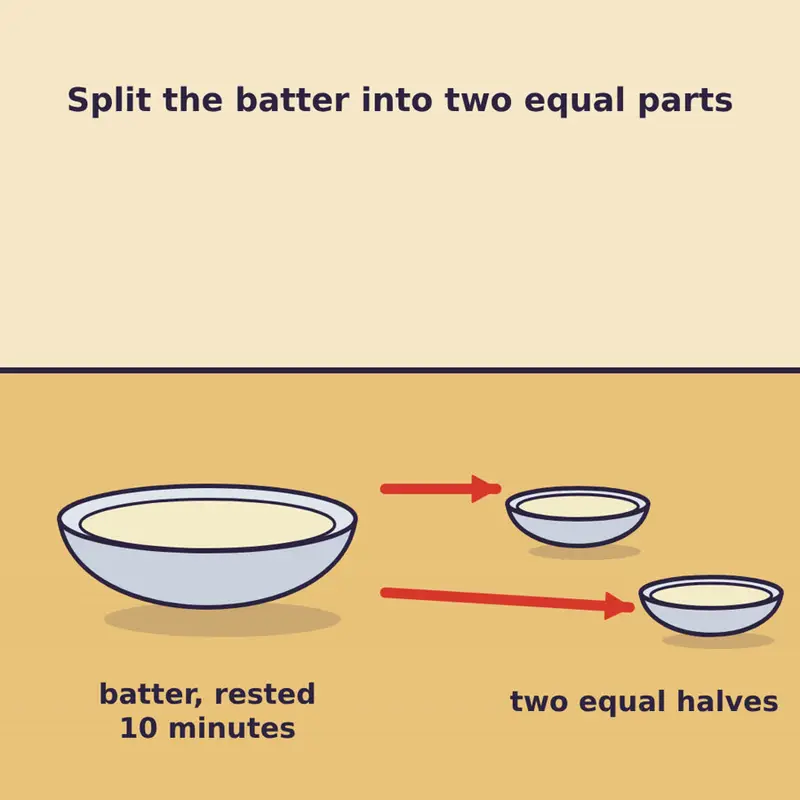 Split the batter into two equal parts
batter, rested
10 minutes
two equal halves